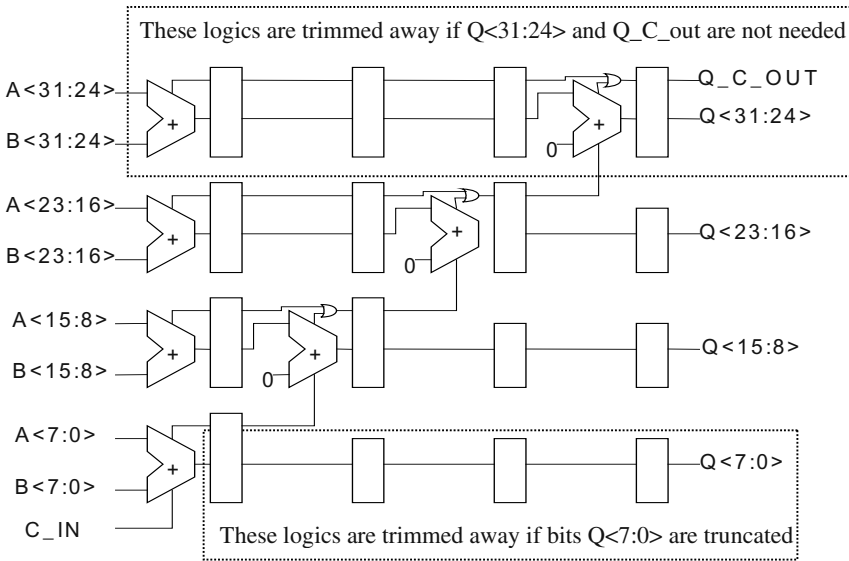 These logics are trimmed away if Q<31:24> and Q_C_out are not needed
A<31:24>
Q_C_OUT
+
Q<31:24>
B<31:24>
+
0
A<23:16>
+
Q<23:16>
B<23:16>
+
0
A<15:8>
+
Q<15:8>
B<15:8>
+
0
A<7:0>
+
Q<7:0>
B<7:0>
C_IN
These logics are trimmed away if bits Q<7:0> are truncated